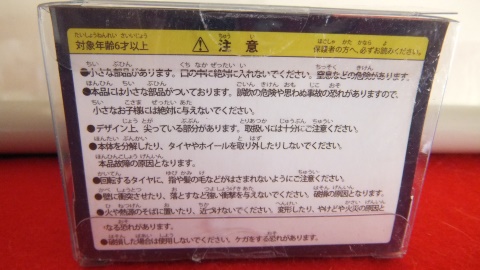 対象年齢6才以上
注意
保護者の方へ、必ずお読みください。
小さな部品があります。口の中に絶対に入れないでください。窒息などの危険があります。
●本品には小さな部品がついております。誤飲の危険や思わぬ事故の恐れがありますので、
小さなお子様には絶対に与えないでください。
●デザイン上、尖っている部分があります。取扱いには十分にご注意ください。
●本体を分解したり、タイヤやホイールを取り外したりしないでください。
本品故障の原因となります。
●回転するタイヤに、指や髪の毛などがはさまれないようにご注意ください。
●壁に衝突させたり、落とすなど強い衝撃を与えないでください。破損の原因となります。
●火や熱源のそばに置いたり、近づけないでください。変形したり、やけどや火災の原因と
なる恐れがあります。
●破損した場合は使用しないでください。ケガをする恐れがあります。